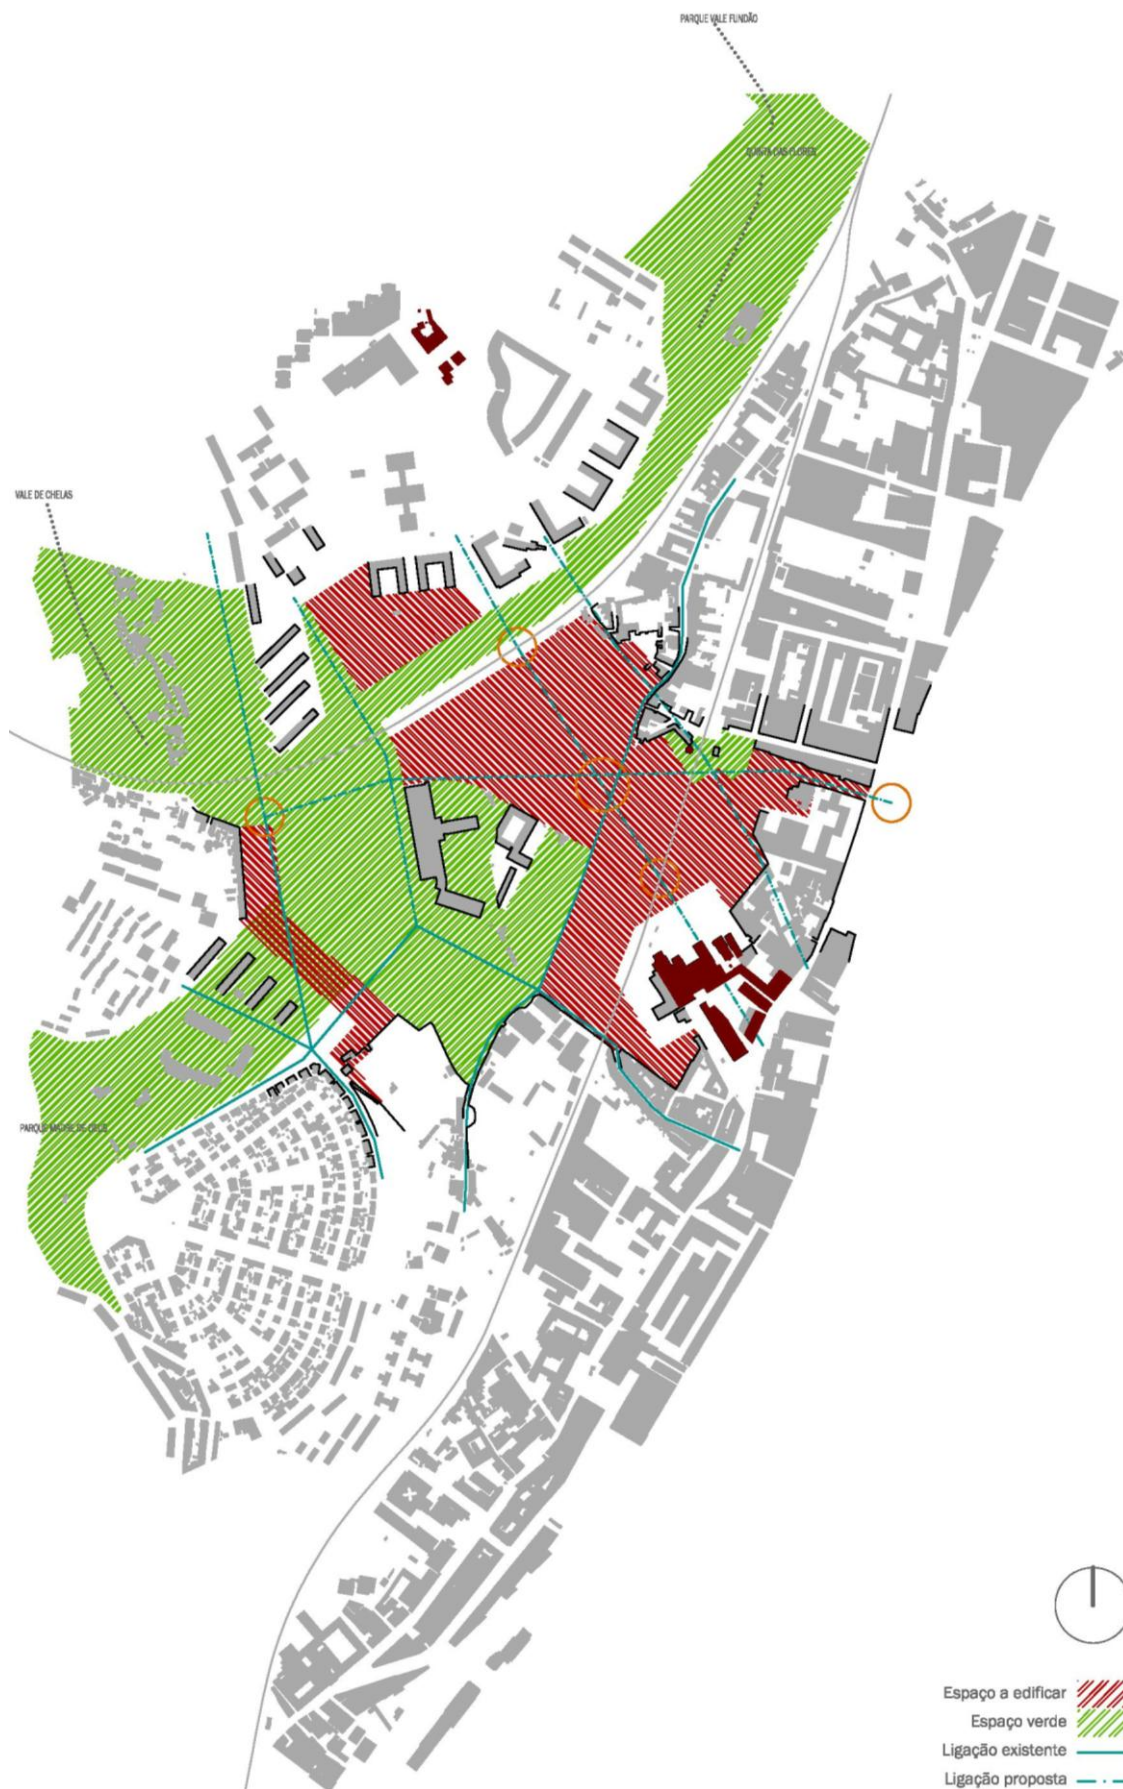 PARQUE VALE FUNDÃO
QUINTA DAS FLORES
VALE DE CHELAS
PARQUE MADRE DE DEUS
Espaço a edificar
Espaço verde
Ligação existente
Ligação proposta